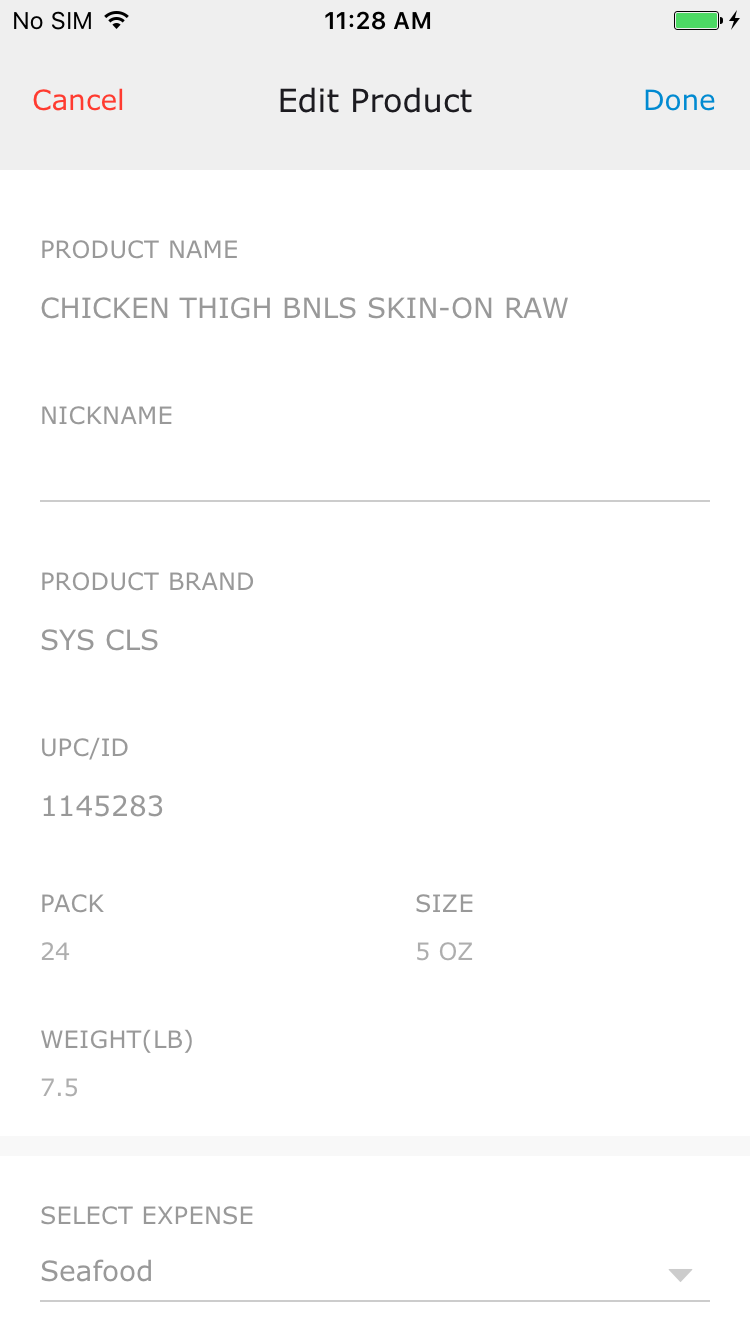 No SIM 11:28 AM
Cancel Edit Product Done
PRODUCT NAME
CHICKEN THIGH BNLS SKIN-ON RAW
NICKNAME
PRODUCT BRAND
SYS CLS
UPC/ID
1145283
PACK SIZE
24 5 OZ
WEIGHT(LB)
7.5
SELECT EXPENSE
Seafood